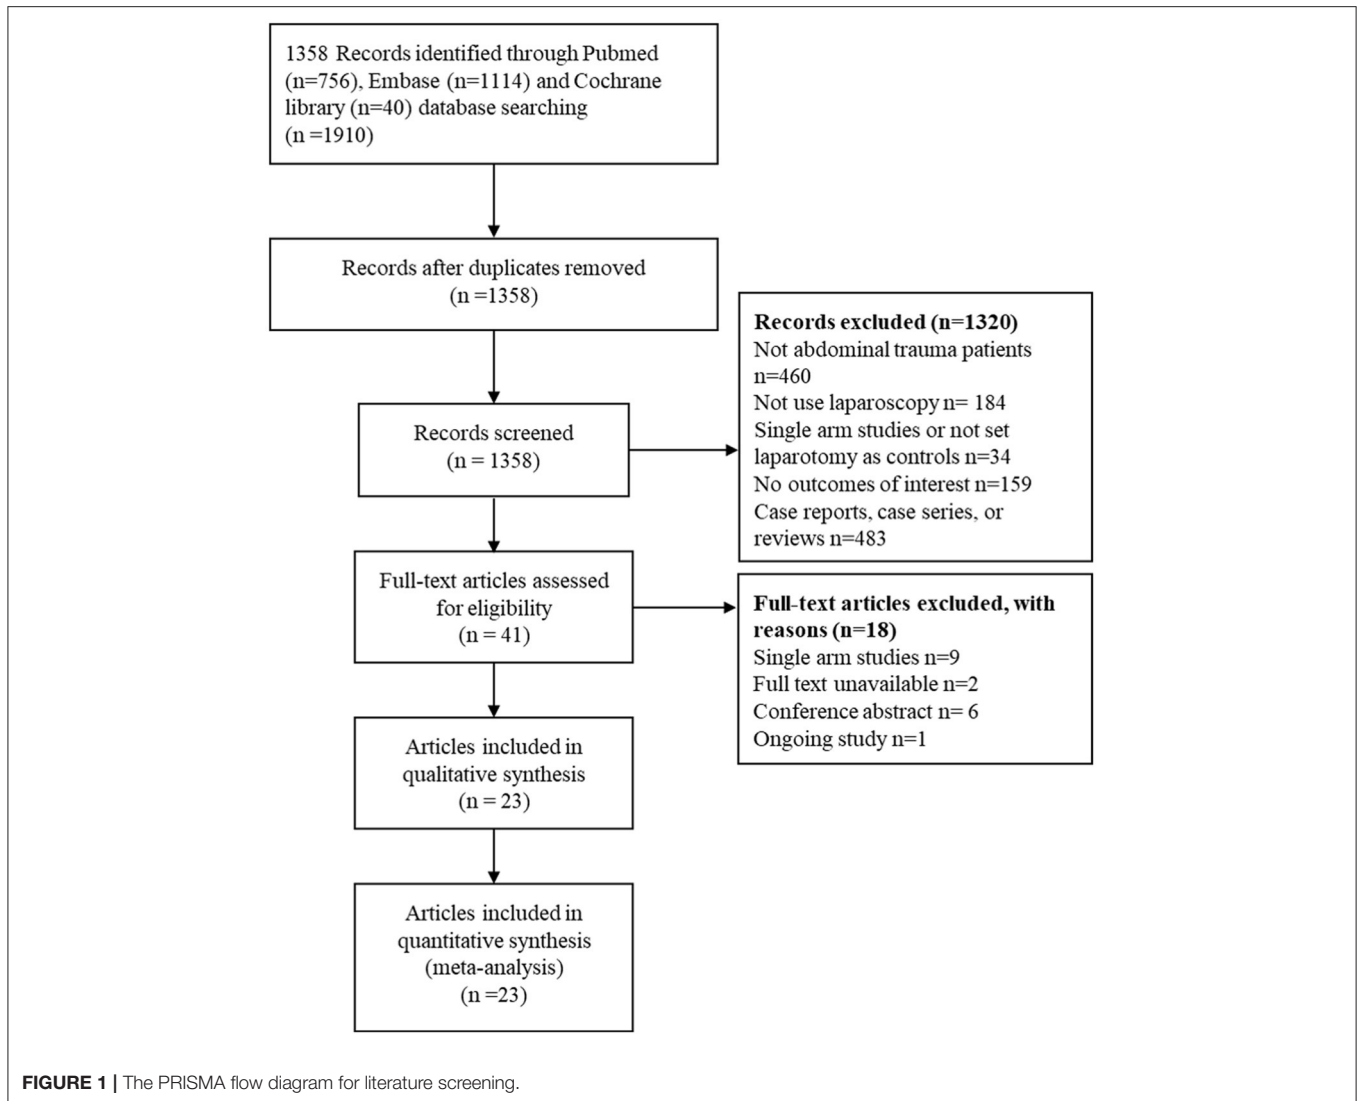 1358 Records identified through Pubmed
(n=756), Embase (n=1114) and Cochrane
library (n=40) database searching
(n =1910)
Records after duplicates removed
(n =1358)
Records screened
(n = 1358)
Records excluded (n=1320)
Not abdominal trauma patients
n=460
Not use laparoscopy n= 184
Single arm studies or not set
laparotomy as controls n=34
No outcomes of interest n=159
Case reports, case series, or
reviews n=483
Full-text articles assessed
for eligibility
(n = 41)
Full-text articles excluded, with
reasons (n=18)
Single arm studies n=9
Full text unavailable n=2
Conference abstract n= 6
Ongoing study n=1
Articles included in
qualitative synthesis
(n = 23)
Articles included in
quantitative synthesis
(meta-analysis)
(n =23)
FIGURE 1 | The PRISMA flow diagram for literature screening.